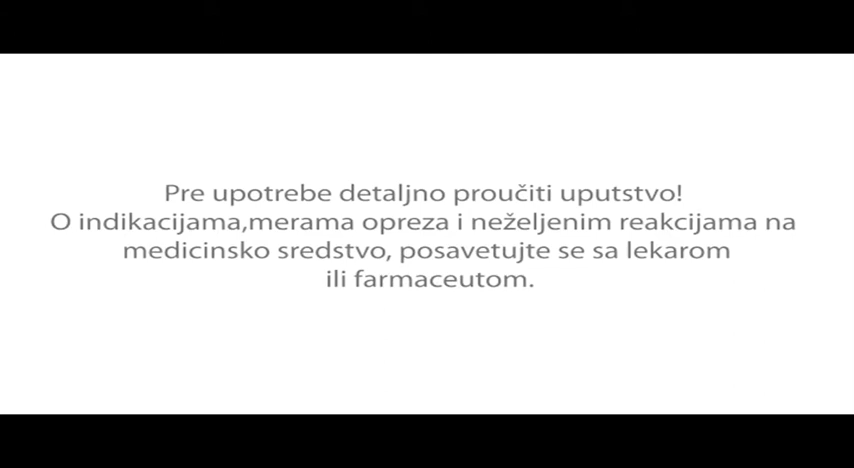 Pre upotrebe detaljno proučiti uputstvo!
O indikacijama,merama opreza i neželjenim reakcijama na
medicinsko sredstvo, posavetujte se sa lekarom
ili farmaceutom.